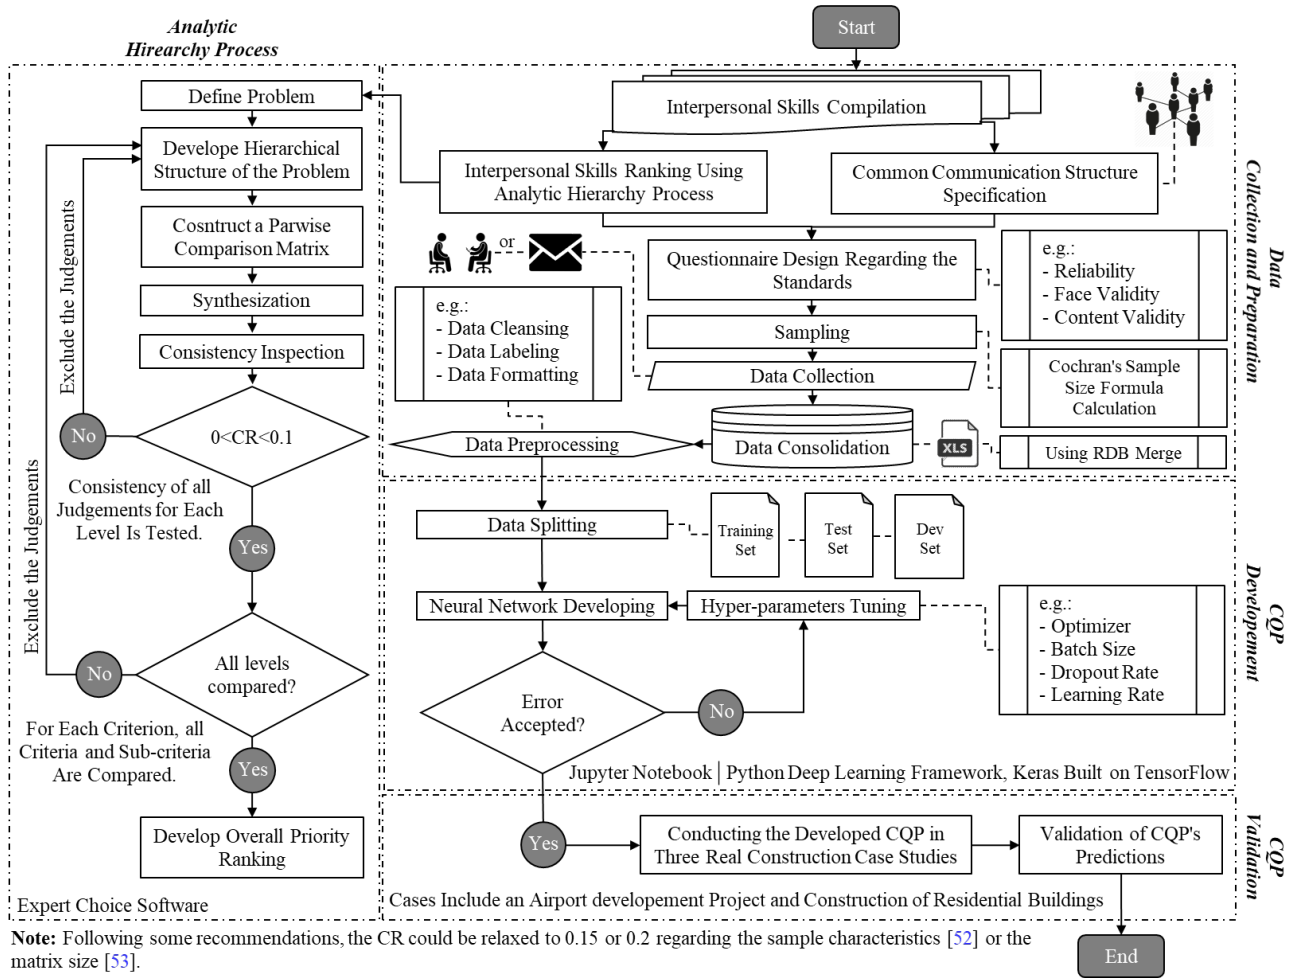 Analytic
Hirearchy Process
Start
Define Problem
Develope Hierarchical
Structure of the Problem
Cosntruct a Parwise
Comparison Matrix
Synthesization
Consistency Inspection
0<CR<0.1
No
Consistency of all
Judgements for Each
Level Is Tested.
Yes
All levels
compared?
No
For Each Criterion, all
Criteria and Sub-criteria
Are Compared.
Yes
Develop Overall Priority
Ranking
Exclude the Judgements
Exclude the Judgements
Expert Choice Software
Interpersonal Skills Compilation
Interpersonal Skills Ranking Using
Analytic Hierarchy Process
Common Communication Structure
Specification
or
Questionnaire Design Regarding the
Standards
e.g.:
- Reliability
- Face Validity
- Content Validity
e.g.:
- Data Cleansing
- Data Labeling
- Data Formatting
Sampling
Cochran's Sample
Size Formula
Calculation
Data Collection
Data Consolidation
XLS
Using RDB Merge
Data Preprocessing
Data
Collection and Preparation
Data Splitting
Training
Set
Test
Set
Dev
Set
Neural Network Developing
Hyper-parameters Tuning
e.g.:
- Optimizer
- Batch Size
- Dropout Rate
- Learning Rate
Error
Accepted?
No
Jupyter Notebook | Python Deep Learning Framework, Keras Built on TensorFlow
CQP
Developement
Yes
Conducting the Developed CQP in
Three Real Construction Case Studies
Validation of CQP's
Predictions
Cases Include an Airport developement Project and Construction of Residential Buildings
CQP
Validation
End
Note: Following some recommendations, the CR could be relaxed to 0.15 or 0.2 regarding the sample characteristics [52] or the
matrix size [53].